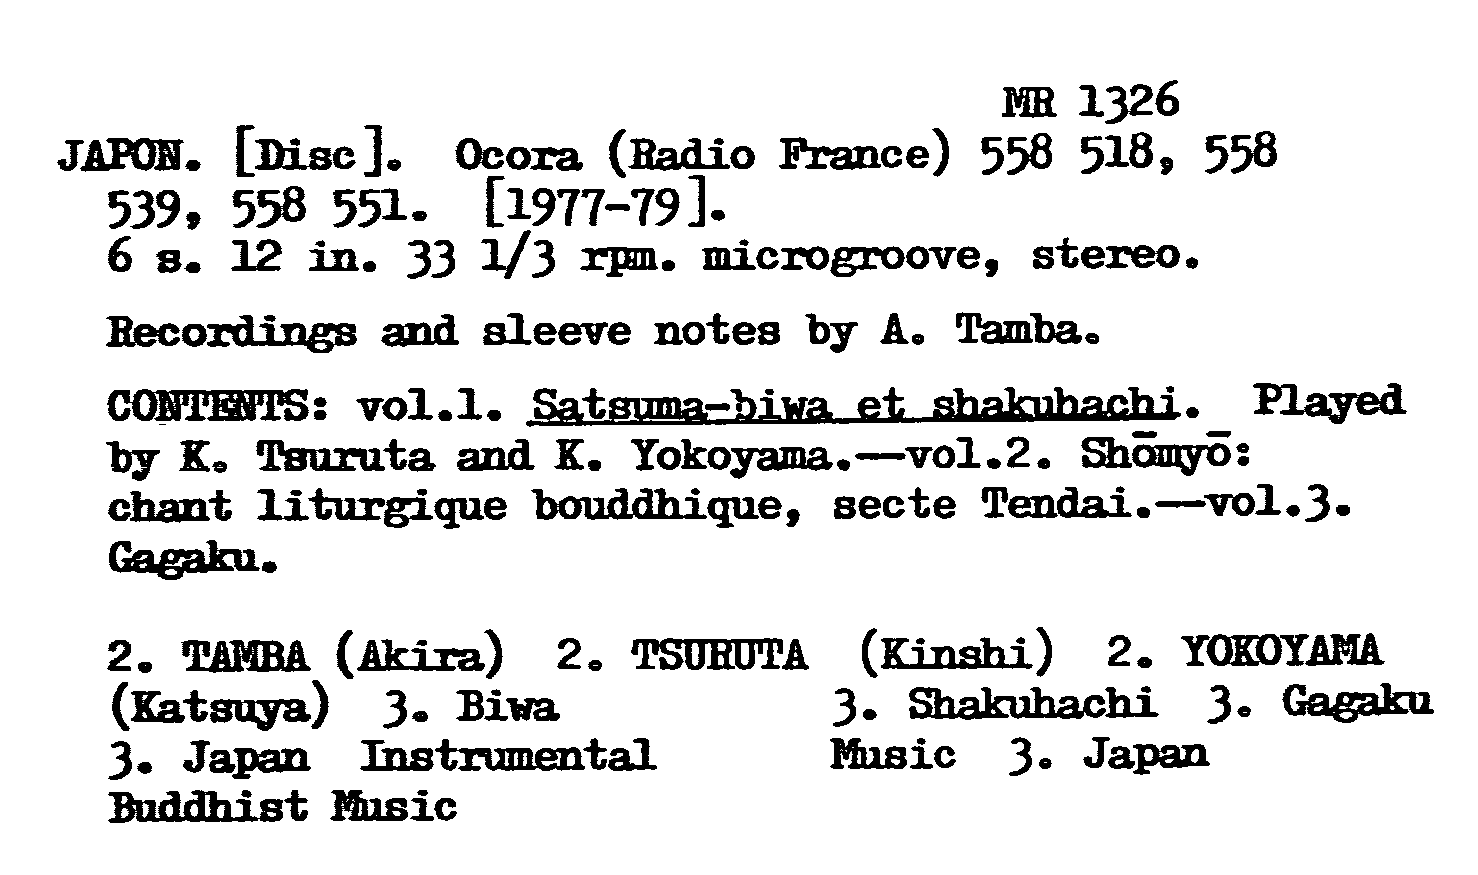 MR 1326
JAPON. [Disc]. Ocora (Radio France) 558 518, 558
539, 558 551. [1977-79].
6 s. 12 in. 33 1/3 rpm. microgroove, stereo.
Recordings and sleeve notes by A. Tamba.
CONTENTS: vol.1. Satsuma-biwa et shakuhachi. Played
by K. Tsuruta and K. Yokoyama.—vol.2. Shōmyō:
chant liturgique bouddhique, secte Tendai.—vol.3.
Gagaku.
2. TAMBA (Akira) 2. TSURUTA (Kinshi) 2. YOKOYAMA
(Katsuya) 3. Biwa 3. Shakuhachi 3. Gagaku
3. Japan Instrumental Music 3. Japan
Buddhist Music